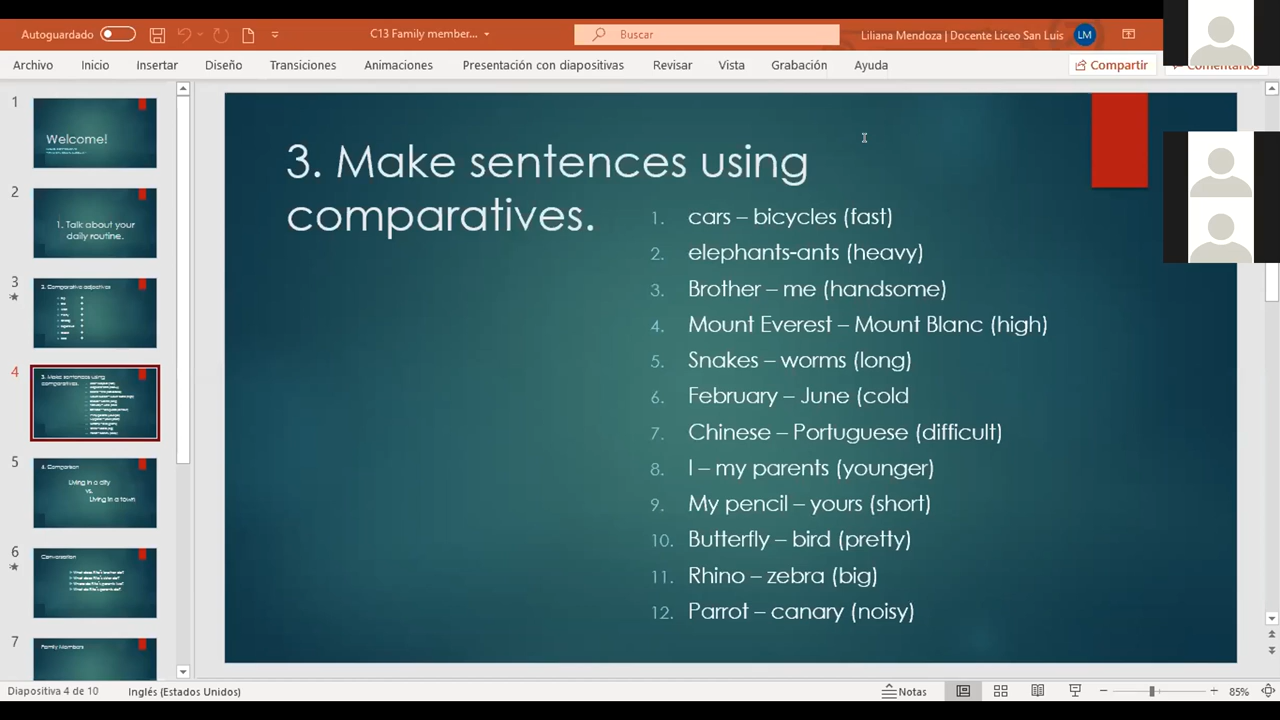 Autoguardado
C13 Family member...
Buscar
Liliana Mendoza | Docente Liceo San Luis
LM
Archivo Inicio Insertar Diseño Transiciones Animaciones Presentación con diapositivas Revisar Vista Grabación Ayuda
Compartir
Comentarios
1
Welcome!
2
1. Talk about your
daily routine.
3
2. Comparative adjectives
4
3. Make sentences using
comparatives.
5
4. Comparison
Living in a city
vs.
Living in a town
6
Conversation
7
Family Members
3. Make sentences using
comparatives.
1. cars – bicycles (fast)
2. elephants-ants (heavy)
3. Brother – me (handsome)
4. Mount Everest – Mount Blanc (high)
5. Snakes – worms (long)
6. February – June (cold
7. Chinese – Portuguese (difficult)
8. I – my parents (younger)
9. My pencil – yours (short)
10. Butterfly – bird (pretty)
11. Rhino – zebra (big)
12. Parrot – canary (noisy)
Diapositiva 4 de 10
Inglés (Estados Unidos)
Notas
85%